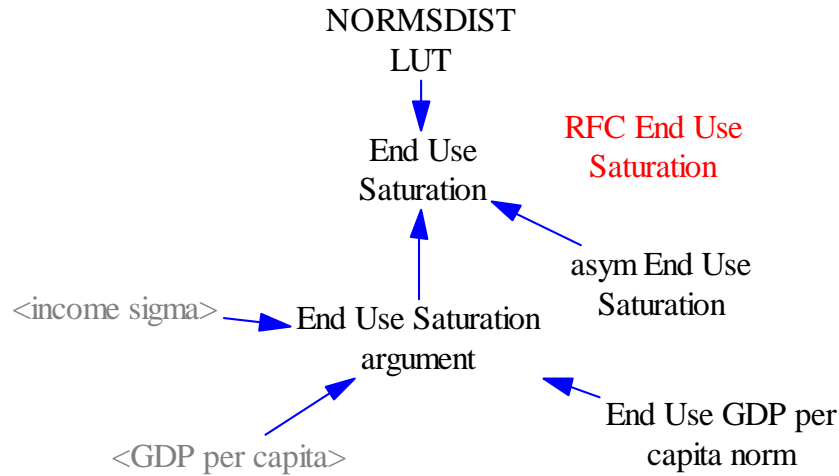 NORMSDIST
LUT
RFC End Use
Saturation
End Use
Saturation
asym End Use
Saturation
<income sigma>
End Use Saturation
argument
End Use GDP per
capita norm
<GDP per capita>